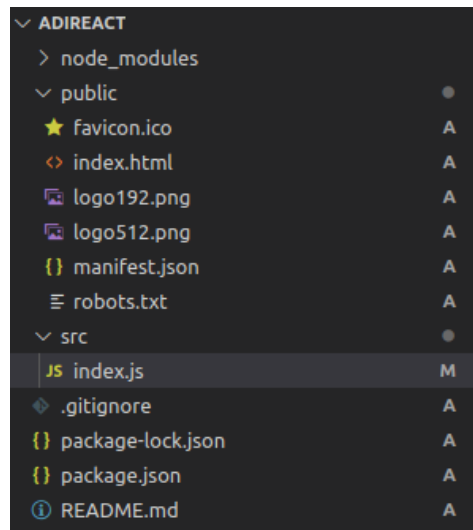 ADIREACT
node_modules
public
favicon.ico A
<> index.html A
logo192.png A
logo512.png A
{} manifest.json A
robots.txt A
src
JS index.js M
.gitignore A
{} package-lock.json A
{} package.json A
README.md A